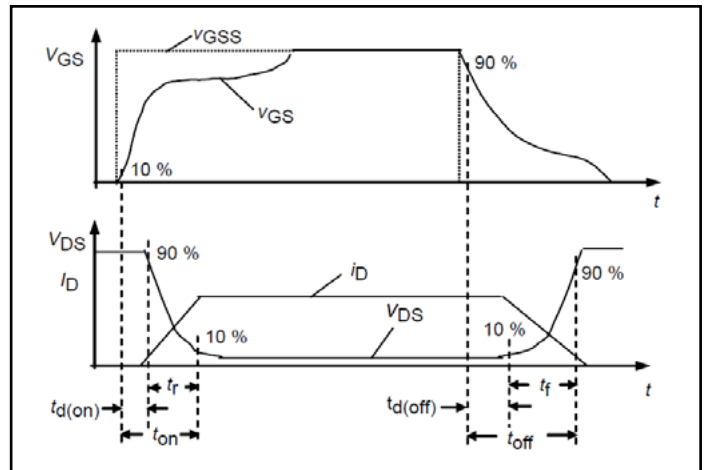 VGSS
VGS
90 %
vGS
10 %
t
VDS
90 %
ID
iD
90 %
VDS
10 %
10 %
tr
tf
t
td(on)
td(off)
ton
toff